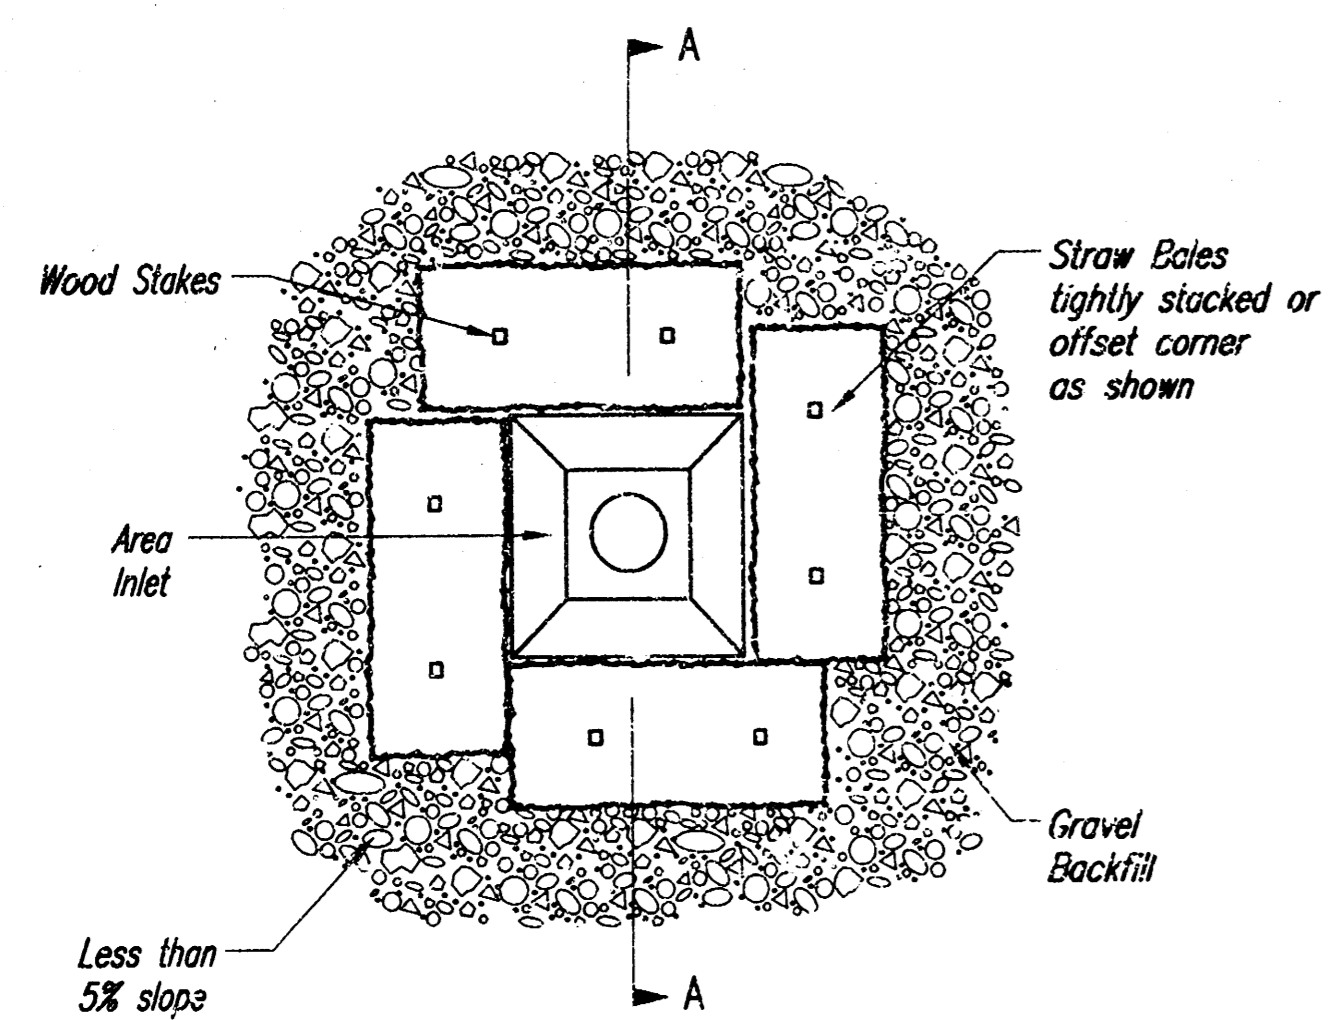 A
Wood Stakes
Straw Bales
tightly stacked or
offset corner
as shown
Area
Inlet
Gravel
Backfill
Less than
5% slope
A